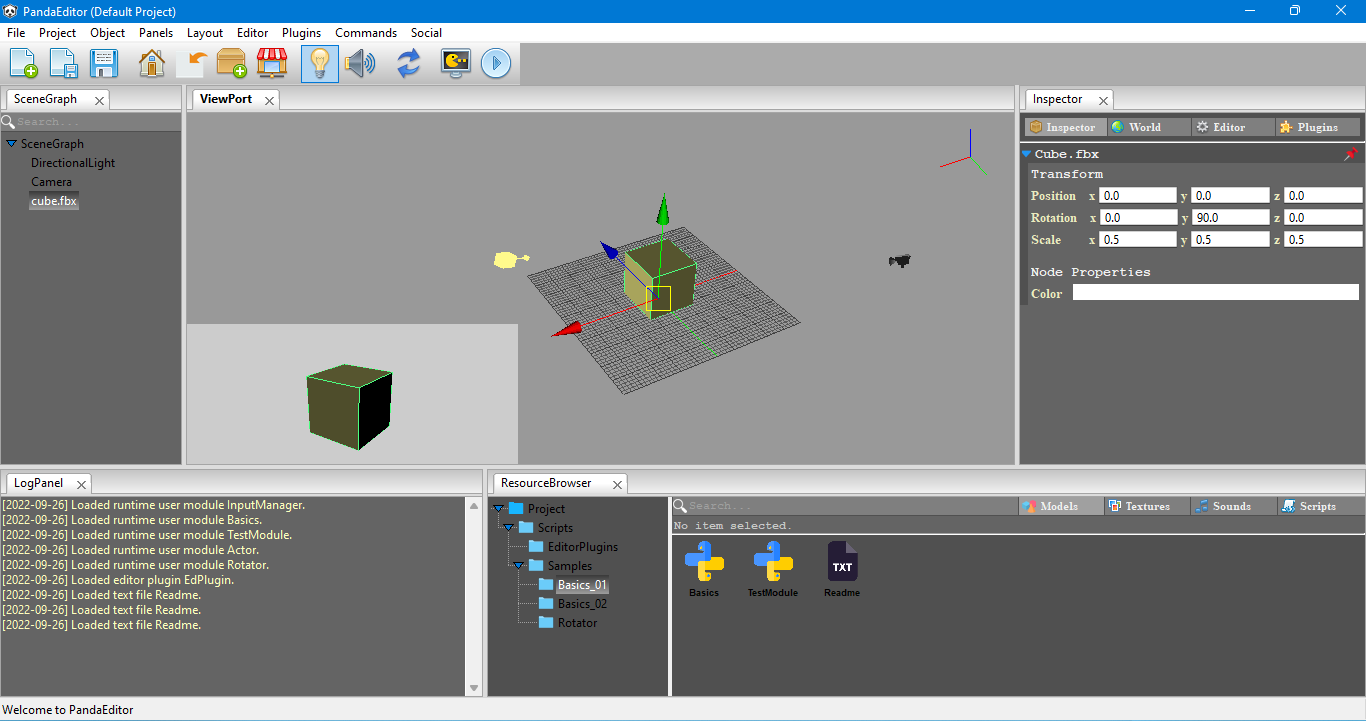 PandaEditor (Default Project)
File Project Object Panels Layout Editor Plugins Commands Social
SceneGraph
Search...
SceneGraph
DirectionalLight
Camera
cube.fbx
ViewPort
Inspector
Inspector World Editor Plugins
Cube.fbx
Transform
Position x 0.0 y 0.0 z 0.0
Rotation x 0.0 y 90.0 z 0.0
Scale x 0.5 y 0.5 z 0.5
Node Properties
Color
LogPanel
[2022-09-26] Loaded runtime user module InputManager.
[2022-09-26] Loaded runtime user module Basics.
[2022-09-26] Loaded runtime user module TestModule.
[2022-09-26] Loaded runtime user module Actor.
[2022-09-26] Loaded runtime user module Rotator.
[2022-09-26] Loaded editor plugin EdPlugin.
[2022-09-26] Loaded text file Readme.
[2022-09-26] Loaded text file Readme.
[2022-09-26] Loaded text file Readme.
ResourceBrowser
Project
Scripts
EditorPlugins
Samples
Basics_01
Basics_02
Rotator
Search...
Models Textures Sounds Scripts
No item selected.
TXT
Basics TestModule Readme
Welcome to PandaEditor